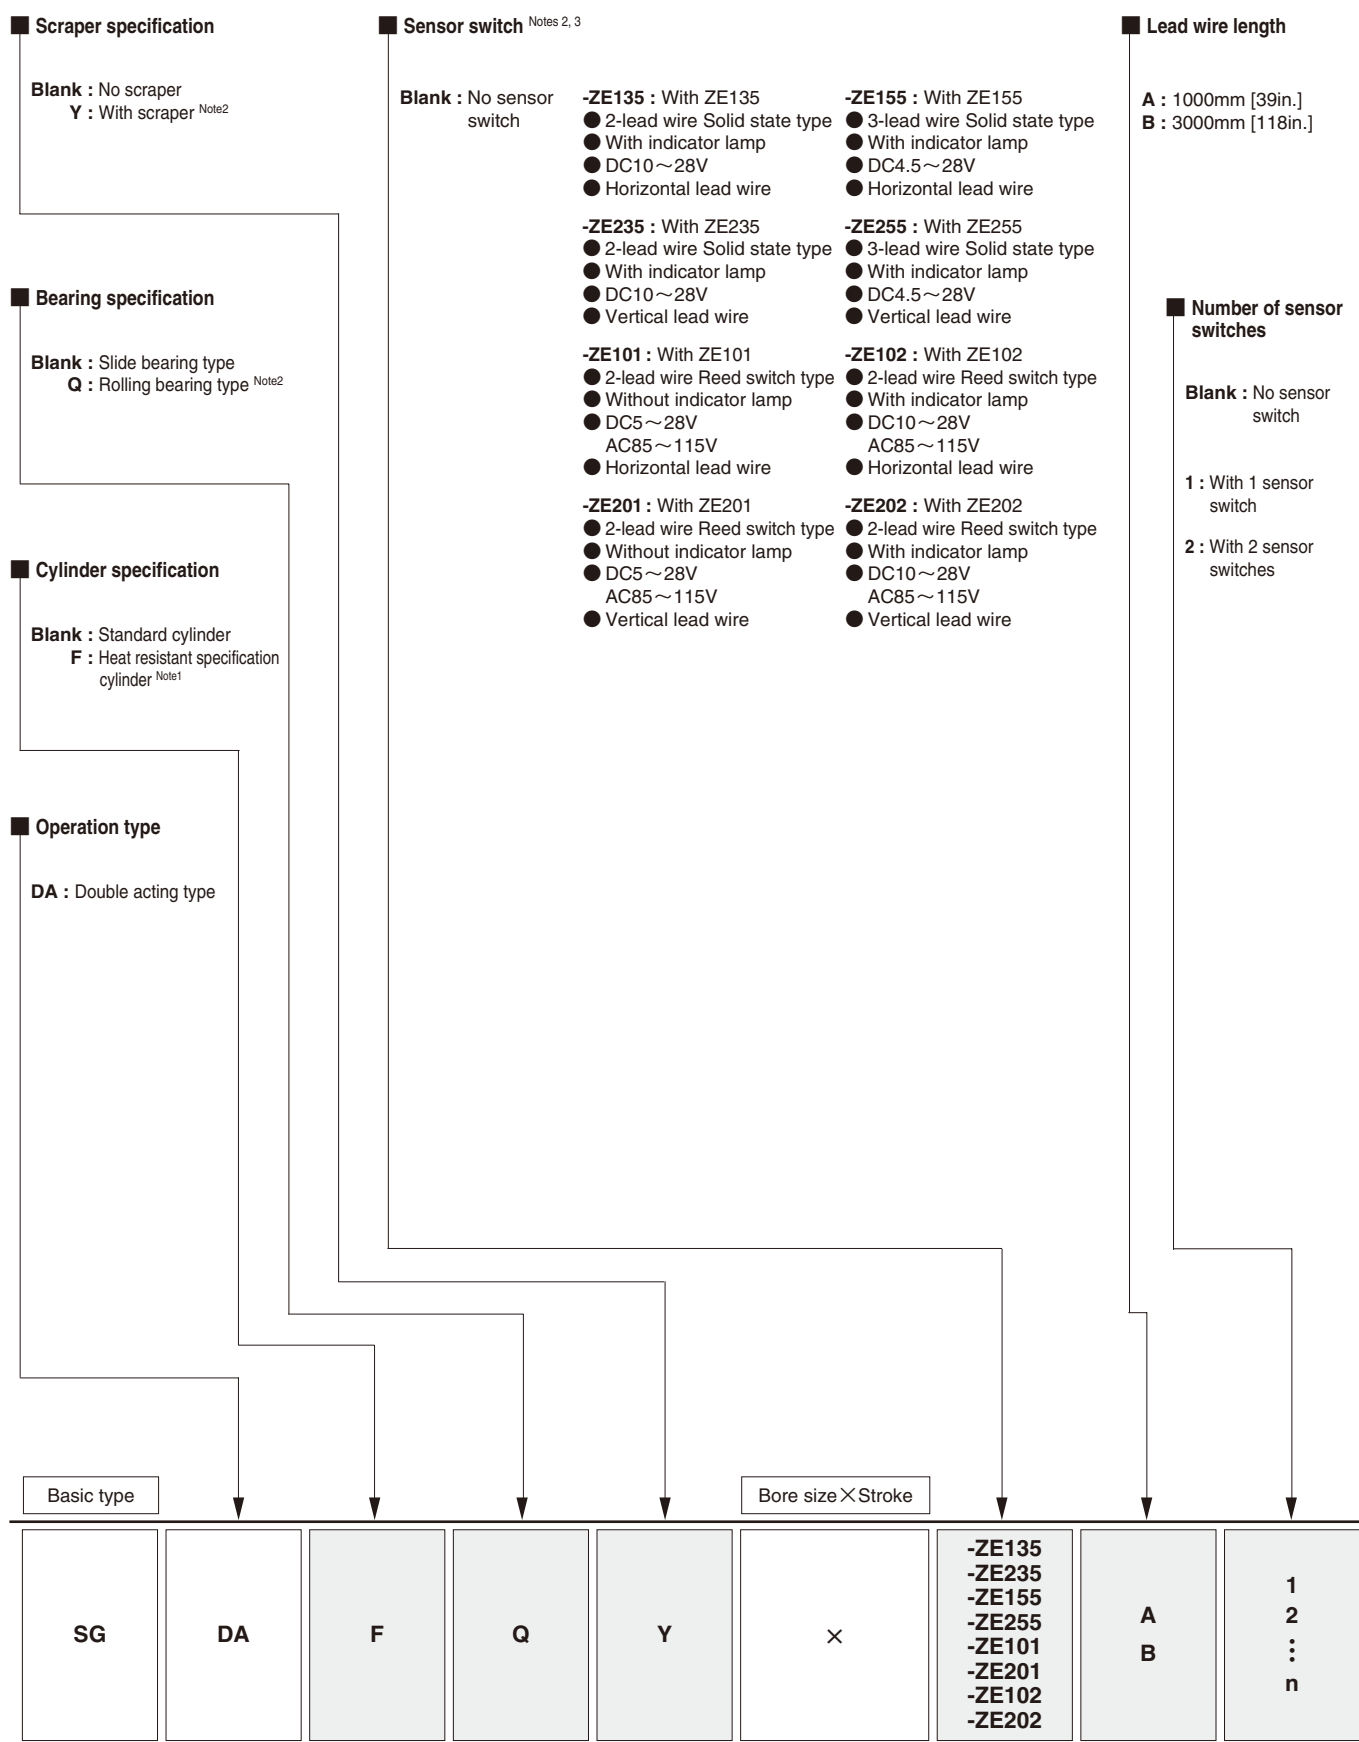 ■ Scraper specification
Blank : No scraper
Y : With scraper Note2
■ Bearing specification
Blank : Slide bearing type
Q : Rolling bearing type Note2
■ Cylinder specification
Blank : Standard cylinder
F : Heat resistant specification
cylinder Note1
■ Operation type
DA : Double acting type
■ Sensor switch Notes 2, 3
Blank : No sensor
switch
-ZE135 : With ZE135
● 2-lead wire Solid state type
● With indicator lamp
● DC10～28V
● Horizontal lead wire
-ZE235 : With ZE235
● 2-lead wire Solid state type
● With indicator lamp
● DC10～28V
● Vertical lead wire
-ZE101 : With ZE101
● 2-lead wire Reed switch type
● Without indicator lamp
● DC5～28V
AC85～115V
● Horizontal lead wire
-ZE201 : With ZE201
● 2-lead wire Reed switch type
● Without indicator lamp
● DC5～28V
AC85～115V
● Vertical lead wire
-ZE155 : With ZE155
● 3-lead wire Solid state type
● With indicator lamp
● DC4.5～28V
● Horizontal lead wire
-ZE255 : With ZE255
● 3-lead wire Solid state type
● With indicator lamp
● DC4.5～28V
● Vertical lead wire
-ZE102 : With ZE102
● 2-lead wire Reed switch type
● With indicator lamp
● DC10～28V
AC85～115V
● Horizontal lead wire
-ZE202 : With ZE202
● 2-lead wire Reed switch type
● With indicator lamp
● DC10～28V
AC85～115V
● Vertical lead wire
■ Lead wire length
A : 1000mm [39in.]
B : 3000mm [118in.]
■ Number of sensor
switches
Blank : No sensor
switch
1 : With 1 sensor
switch
2 : With 2 sensor
switches
Basic type
Bore size×Stroke
SG
DA
F
Q
Y
×
-ZE135
-ZE235
-ZE155
-ZE255
-ZE101
-ZE201
-ZE102
-ZE202
A
B
1
2
⋮
n